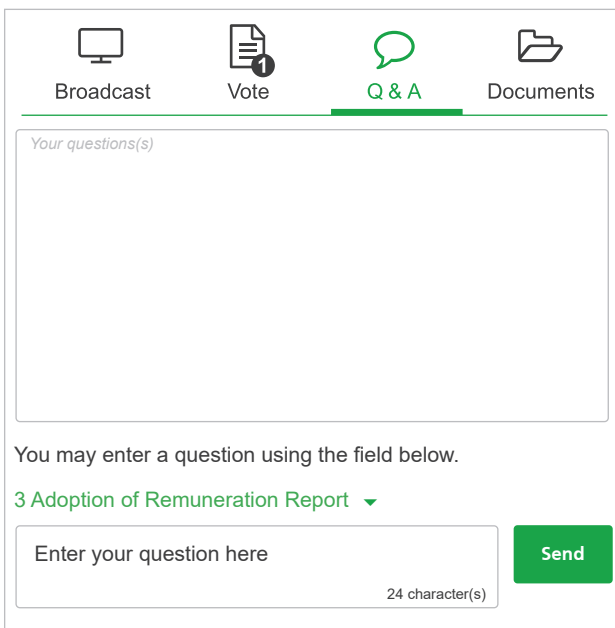 1
Broadcast Vote Q & A Documents
Your questions(s)
You may enter a question using the field below.
3 Adoption of Remuneration Report
Enter your question here
Send
24 character(s)